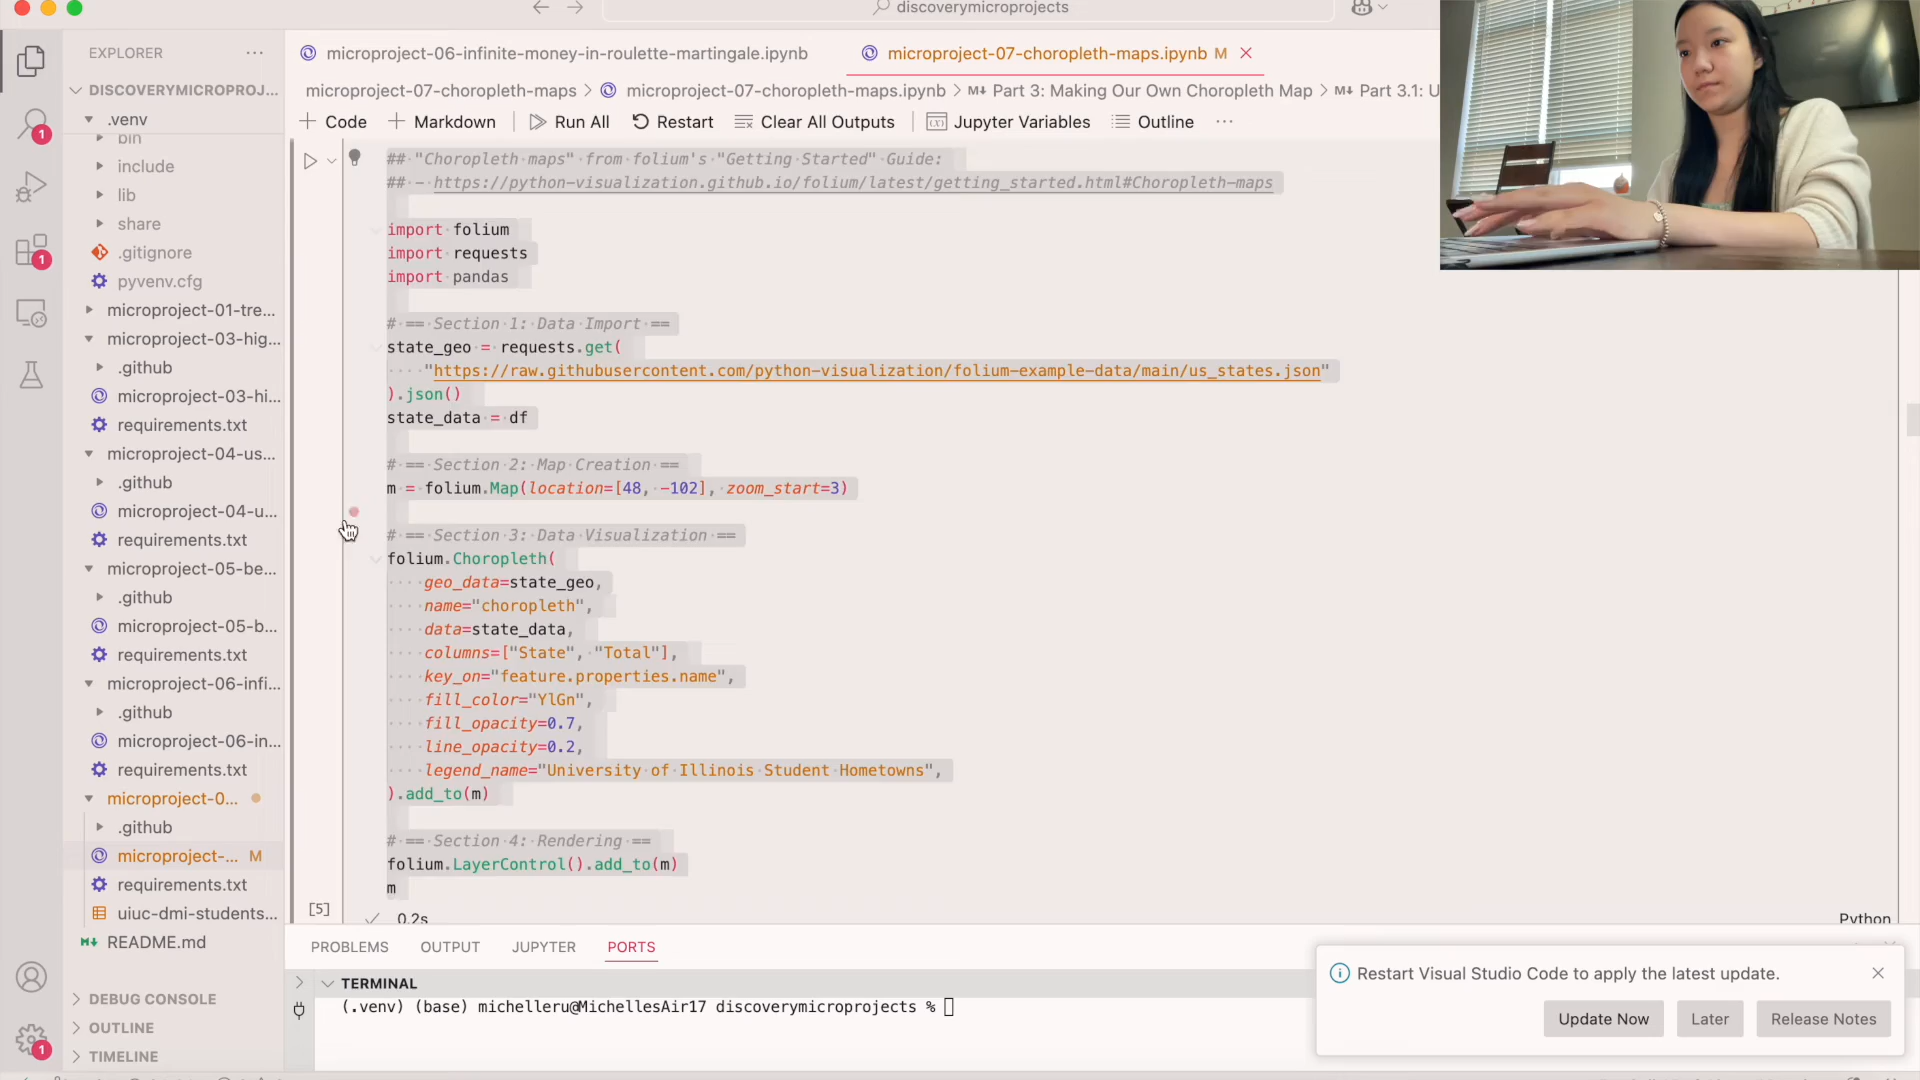 discoverymicroprojects
EXPLORER
microproject-06-infinite-money-in-roulette-martingale.ipynb
microproject-07-choropleth-maps.ipynb M
DISCOVERYMICROPROJ...
microproject-07-choropleth-maps > microproject-07-choropleth-maps.ipynb > M↓ Part 3: Making Our Own Choropleth Map > M↓ Part 3.1: U
Code
Markdown
Run All
Restart
Clear All Outputs
Jupyter Variables
Outline
...
.venv
bin
include
lib
share
.gitignore
pyvenv.cfg
microproject-01-tre...
microproject-03-hig...
.github
microproject-03-hi...
requirements.txt
microproject-04-us...
.github
microproject-04-u...
requirements.txt
microproject-05-be...
.github
microproject-05-b...
requirements.txt
microproject-06-infi...
.github
microproject-06-in...
requirements.txt
microproject-0...
.github
microproject-... M
requirements.txt
uiuc-dmi-students...
README.md
DEBUG CONSOLE
OUTLINE
TIMELINE
1
1
1
## "Choropleth maps" from folium's "Getting Started" Guide:
## - https://python-visualization.github.io/folium/latest/getting_started.html#Choropleth-maps
import folium
import requests
import pandas
# == Section 1: Data Import ==
state_geo = requests.get(
"https://raw.githubusercontent.com/python-visualization/folium-example-data/main/us_states.json"
).json()
state_data = df
# == Section 2: Map Creation ==
m = folium.Map(location=[48, -102], zoom_start=3)
# == Section 3: Data Visualization ==
folium.Choropleth(
geo_data=state_geo,
name="choropleth",
data=state_data,
columns=["State", "Total"],
key_on="feature.properties.name",
fill_color="YlGn",
fill_opacity=0.7,
line_opacity=0.2,
legend_name="University of Illinois Student Hometowns",
).add_to(m)
# == Section 4: Rendering ==
folium.LayerControl().add_to(m)
m
[5]
0.2s
Python
PROBLEMS
OUTPUT
JUPYTER
PORTS
TERMINAL
(.venv) (base) michelleru@MichellesAir17 discoverymicroprojects %
Restart Visual Studio Code to apply the latest update.
Update Now
Later
Release Notes